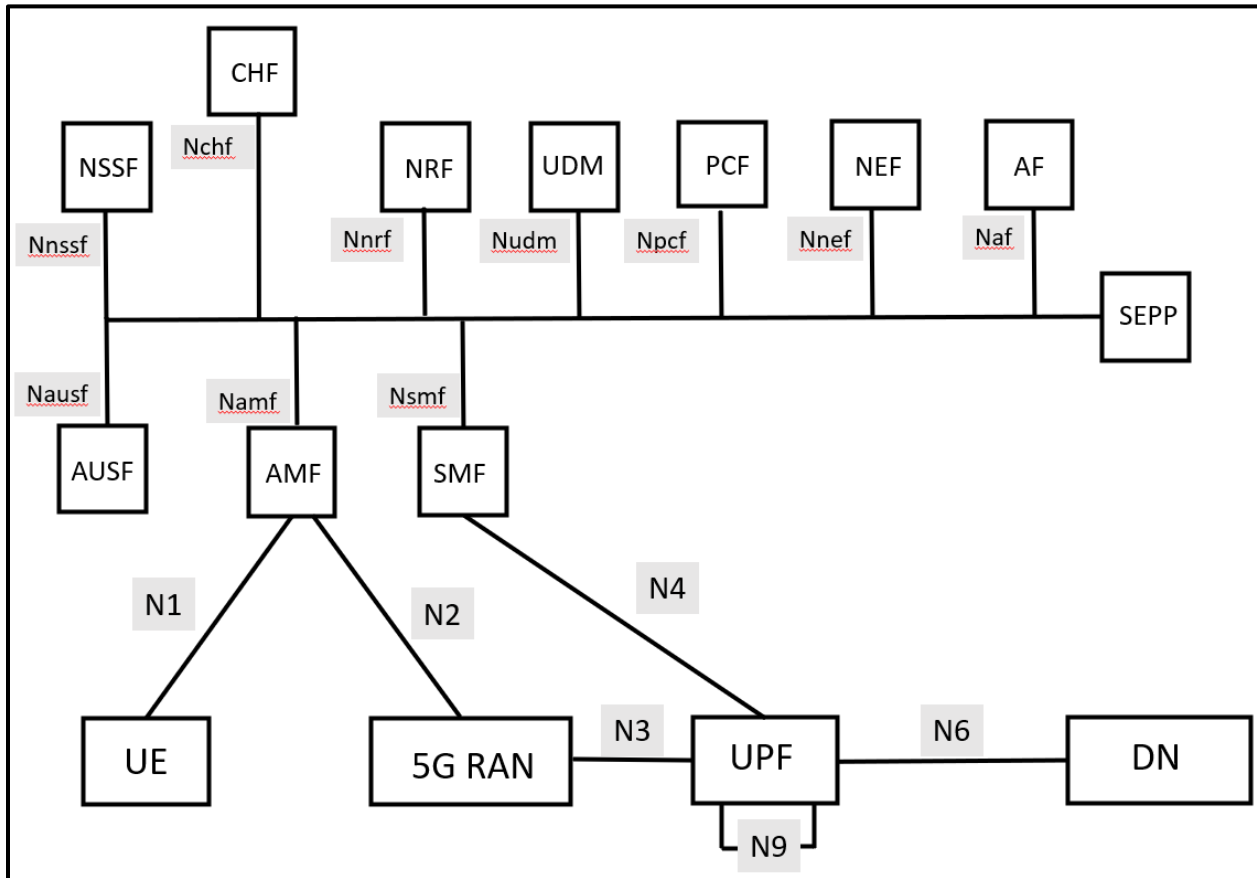 CHF
Nchf
NSSF
NRF
UDM
PCF
NEF
AF
Nnssf
Nnrf
Nudm
Npcf
Nnef
Naf
SEPP
Nausf
Namf
Nsmf
AUSF
AMF
SMF
N1
N2
N4
N3
N6
UE
5G RAN
UPF
DN
N9